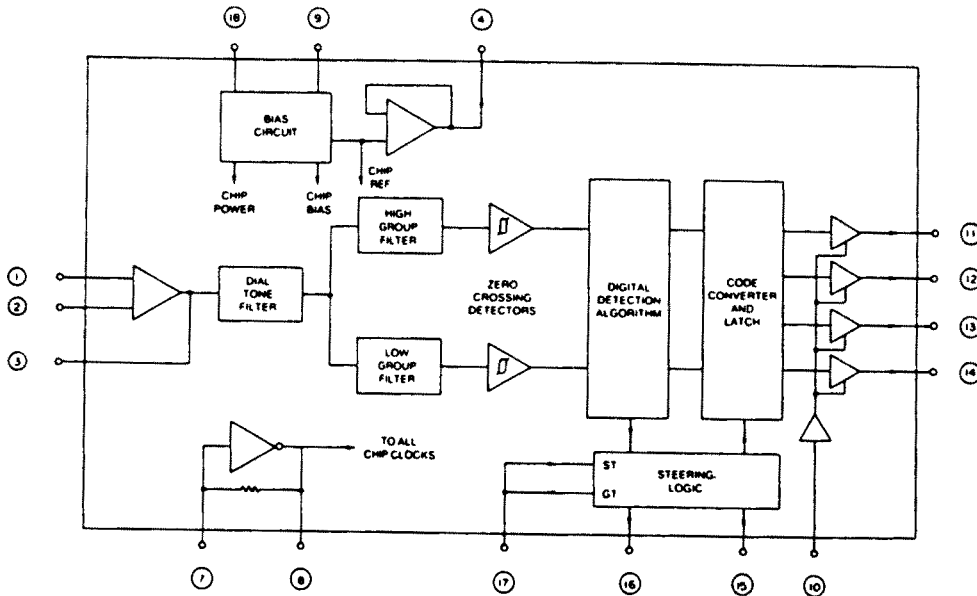 18
9
4
BIAS
CIRCUIT
CHIP
REF
CHIP
POWER
CHIP
BIAS
HIGH
GROUP
FILTER
11
1
2
3
DIAL
TONE
FILTER
ZERO
CROSSING
DETECTORS
DIGITAL
DETECTION
ALGORITHM
CODE
CONVERTER
AND
LATCH
12
13
14
LOW
GROUP
FILTER
TO ALL
CHIP CLOCKS
ST
GT
STEERING
LOGIC
7
8
17
16
15
10